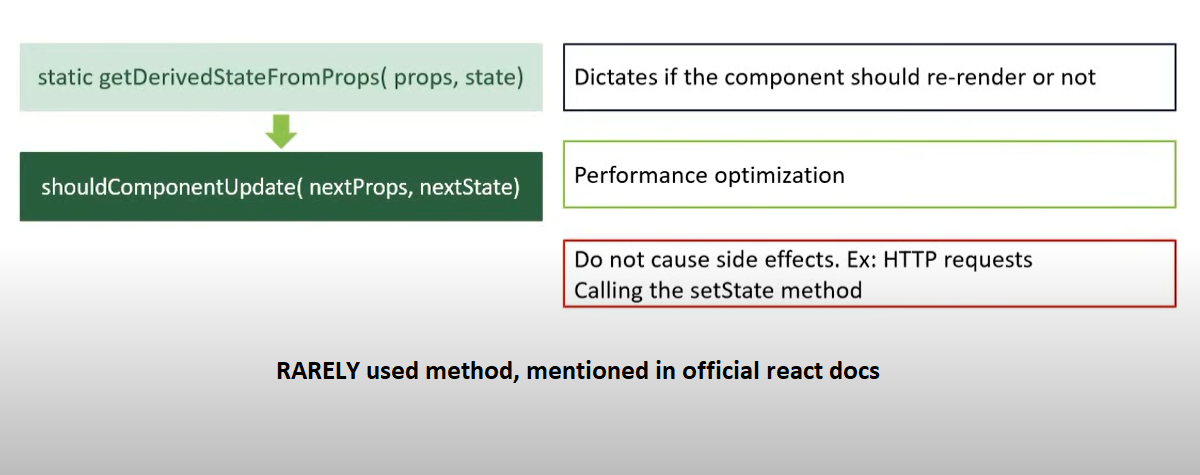 static getDerivedStateFromProps( props, state)
shouldComponentUpdate( nextProps, nextState)
Dictates if the component should re-render or not
Performance optimization
Do not cause side effects. Ex: HTTP requests
Calling the setState method
RARELY used method, mentioned in official react docs